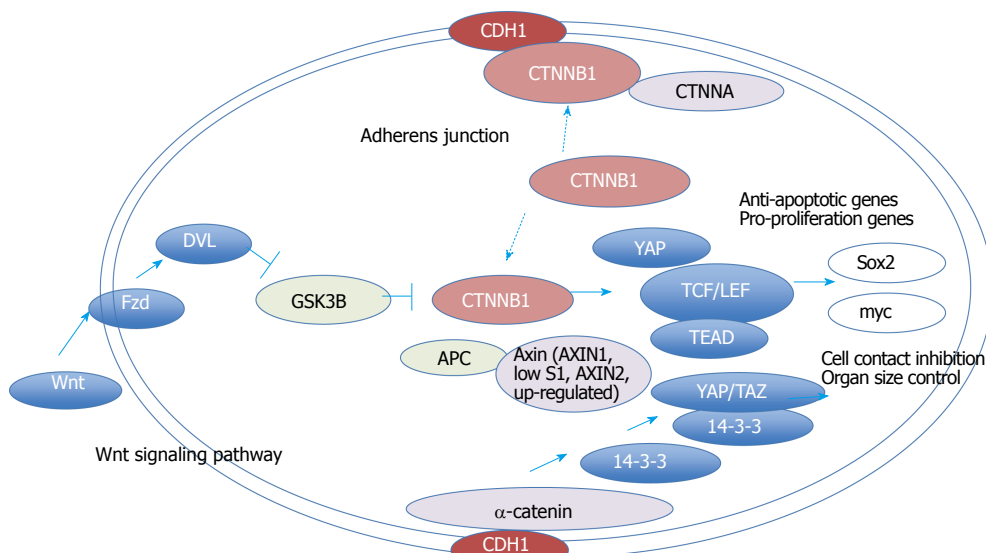 CDH1
CTNNB1
CTNNA
Adherens junction
CTNNB1
Anti-apoptotic genes
Pro-proliferation genes
DVL
YAP
Sox2
Fzd
GSK3B
CTNNB1
TCF/LEF
myc
TEAD
APC
Axin (AXIN1,
low S1, AXIN2,
up-regulated)
Cell contact inhibition
Organ size control
Wnt
YAP/TAZ
14-3-3
Wnt signaling pathway
14-3-3
α-catenin
CDH1